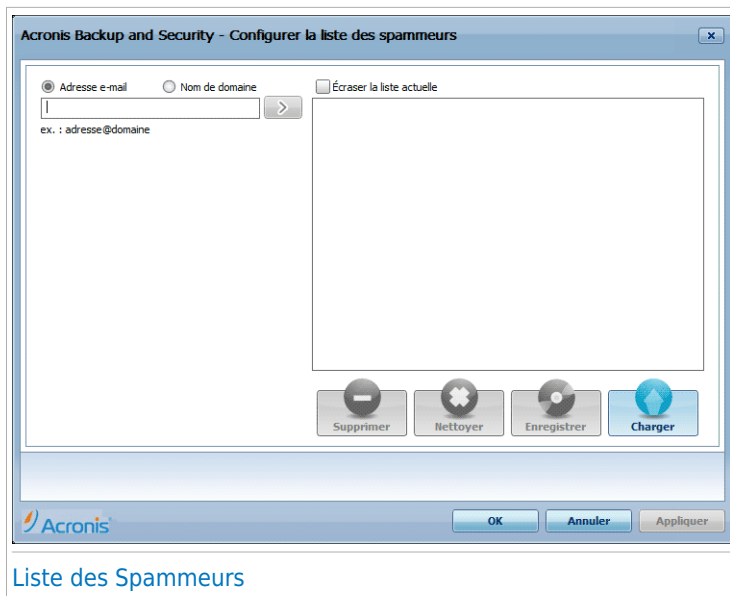 Acronis Backup and Security - Configurer la liste des spammeurs
Adresse e-mail
Nom de domaine
Écraser la liste actuelle
ex. : adresse@domaine
Supprimer
Nettoyer
Enregistrer
Charger
Acronis
OK
Annuler
Appliquer
Liste des Spammeurs